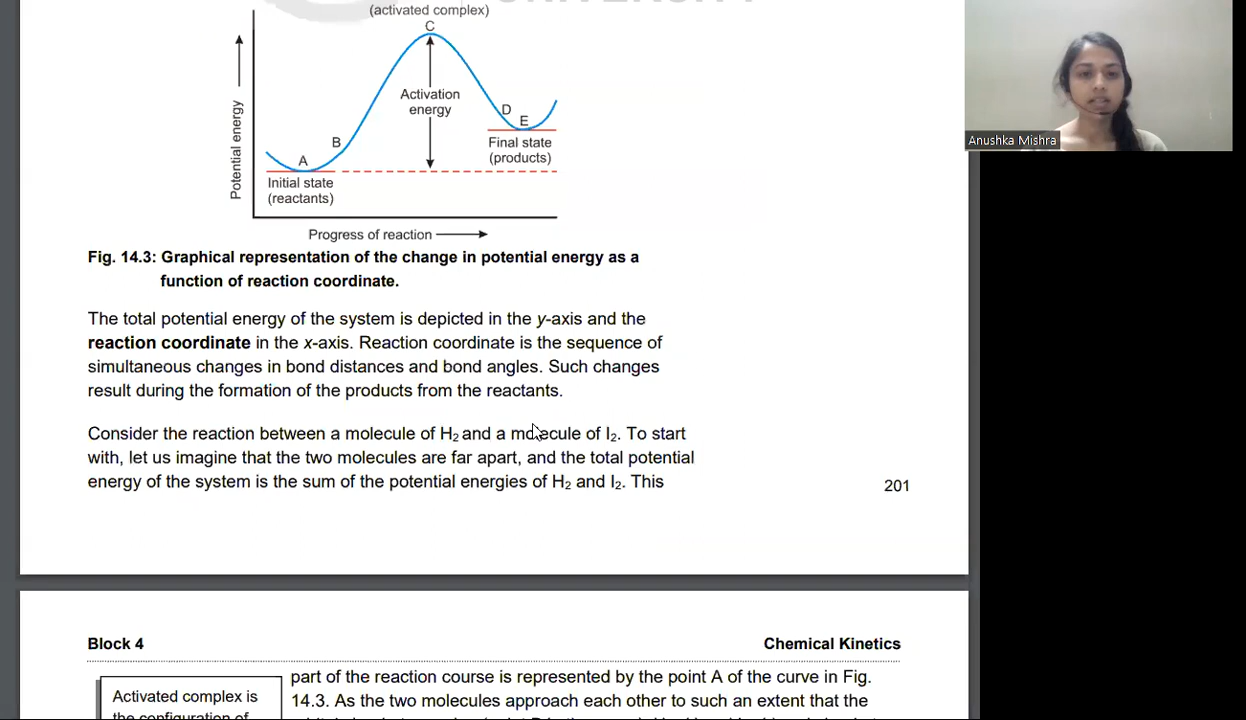 UNIVERSITY
(activated complex)
C
Activation
energy
D
E
B
Final state
(products)
A
Initial state
(reactants)
Potential energy
Progress of reaction
Anushka Mishra
Fig. 14.3: Graphical representation of the change in potential energy as a
function of reaction coordinate.
The total potential energy of the system is depicted in the y-axis and the
reaction coordinate in the x-axis. Reaction coordinate is the sequence of
simultaneous changes in bond distances and bond angles. Such changes
result during the formation of the products from the reactants.
Consider the reaction between a molecule of H₂ and a molecule of I₂. To start
with, let us imagine that the two molecules are far apart, and the total potential
energy of the system is the sum of the potential energies of H₂ and I₂. This
201
Block 4
Chemical Kinetics
part of the reaction course is represented by the point A of the curve in Fig.
14.3. As the two molecules approach each other to such an extent that the
Activated complex is
the configuration of